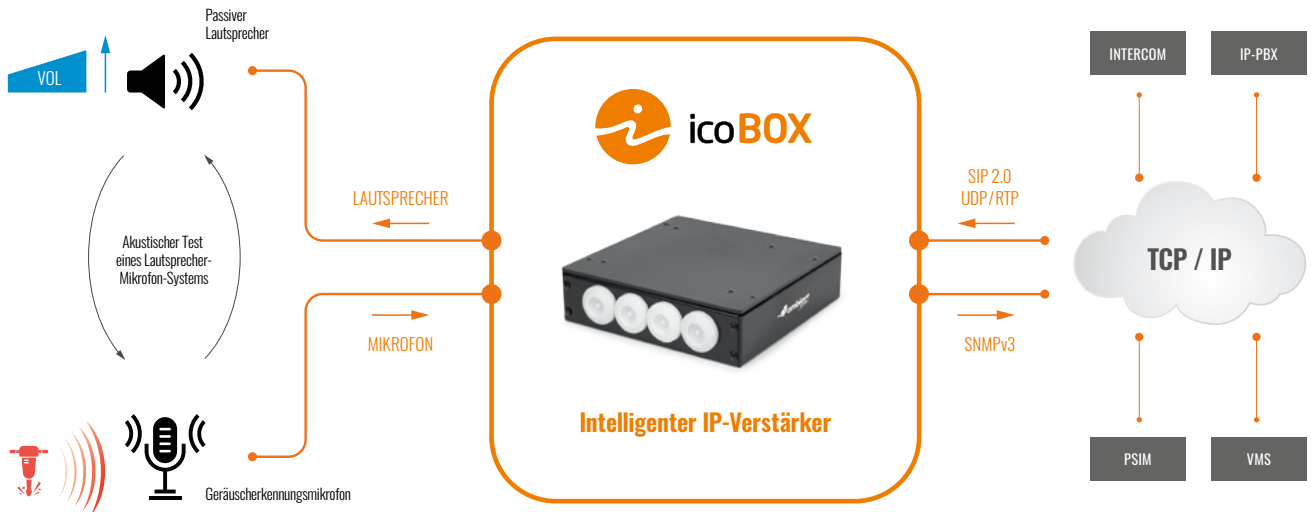 Passiver
Lautsprecher
VOL
INTERCOM
IP-PBX
icoBOX
LAUTSPRECHER
SIP 2.0
UDP/RTP
Akustischer Test
eines Lautsprecher-
Mikrofon-Systems
TCP / IP
ambient
MIKROFON
SNMPv3
Intelligenter IP-Verstärker
PSIM
VMS
Geräuscherkennungsmikrofon